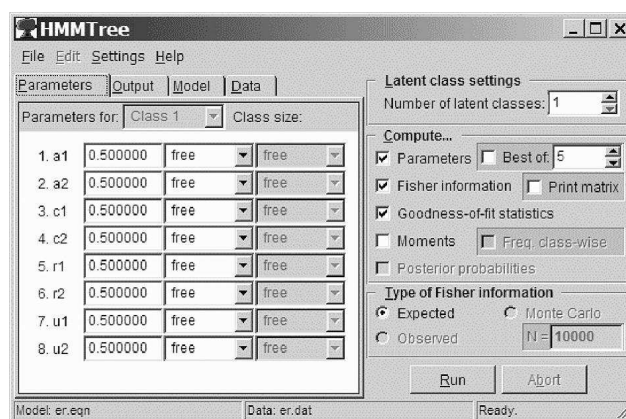 HMMTree
File Edit Settings Help
Parameters Output Model Data
Parameters for: Class 1 Class size:
1. a1 0.500000 free free
2. a2 0.500000 free free
3. c1 0.500000 free free
4. c2 0.500000 free free
5. r1 0.500000 free free
6. r2 0.500000 free free
7. u1 0.500000 free free
8. u2 0.500000 free free
Latent class settings
Number of latent classes: 1
Compute...
Parameters Best of: 5
Fisher information Print matrix
Goodness-of-fit statistics
Moments Freq. class-wise
Posterior probabilities
Type of Fisher information
Expected Monte Carlo
Observed N = 10000
Run Abort
Model: er.eqn Data: er.dat Ready.